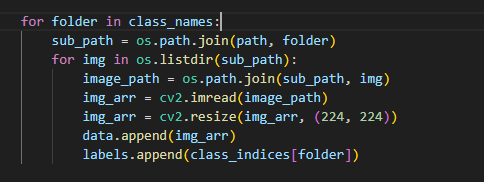 for folder in class_names:
    sub_path = os.path.join(path, folder)
    for img in os.listdir(sub_path):
        image_path = os.path.join(sub_path, img)
        img_arr = cv2.imread(image_path)
        img_arr = cv2.resize(img_arr, (224, 224))
        data.append(img_arr)
        labels.append(class_indices[folder])